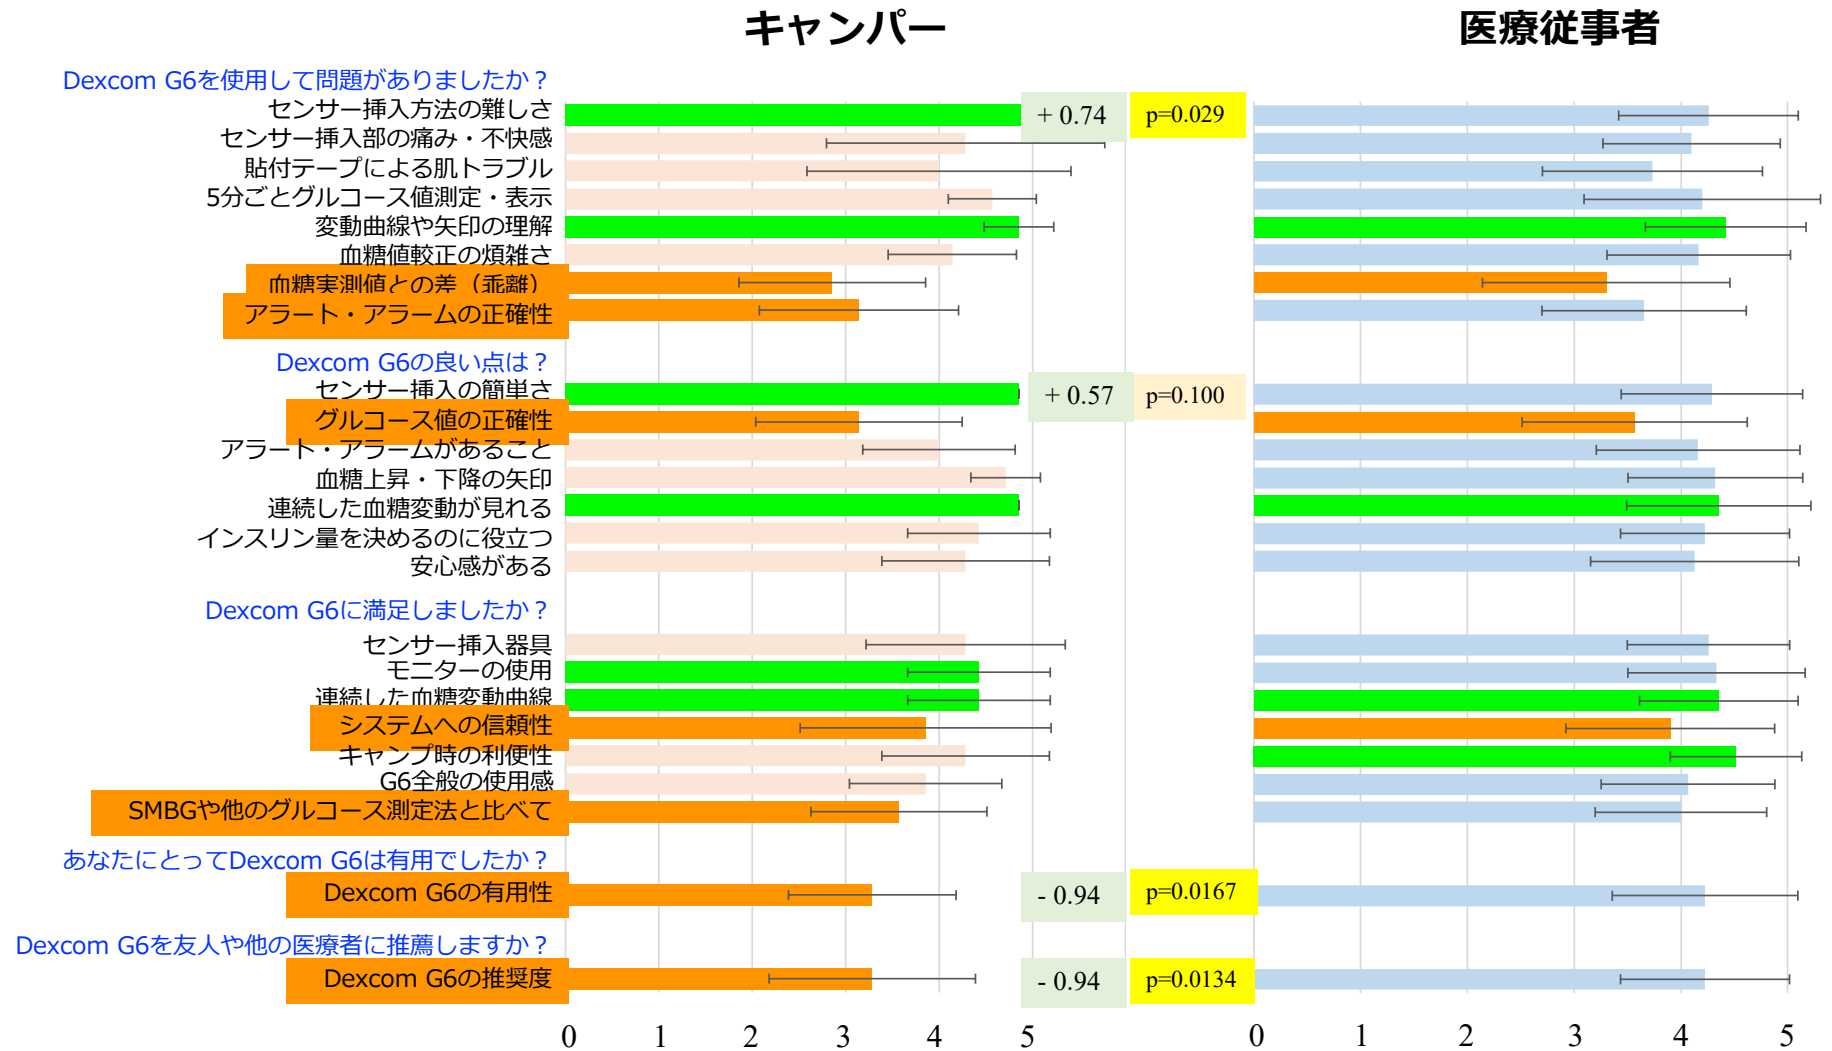 キャンパー
医療従事者
Dexcom G6を使用して問題がありましたか？
センサー挿入方法の難しさ
+ 0.74
p=0.029
センサー挿入部の痛み・不快感
貼付テープによる肌トラブル
5分ごとグルコース値測定・表示
変動曲線や矢印の理解
血糖値較正の煩雑さ
血糖実測値との差（乖離）
アラート・アラームの正確性
Dexcom G6の良い点は？
センサー挿入の簡単さ
+ 0.57
p=0.100
グルコース値の正確性
アラート・アラームがあること
血糖上昇・下降の矢印
連続した血糖変動が見れる
インスリン量を決めるのに役立つ
安心感がある
Dexcom G6に満足しましたか？
センサー挿入器具
モニターの使用
連続した血糖変動曲線
システムへの信頼性
キャンプ時の利便性
G6全般の使用感
SMBGや他のグルコース測定法と比べて
あなたにとってDexcom G6は有用でしたか？
Dexcom G6の有用性
- 0.94
p=0.0167
Dexcom G6を友人や他の医療者に推薦しますか？
Dexcom G6の推奨度
- 0.94
p=0.0134
0 1 2 3 4 5
0 1 2 3 4 5